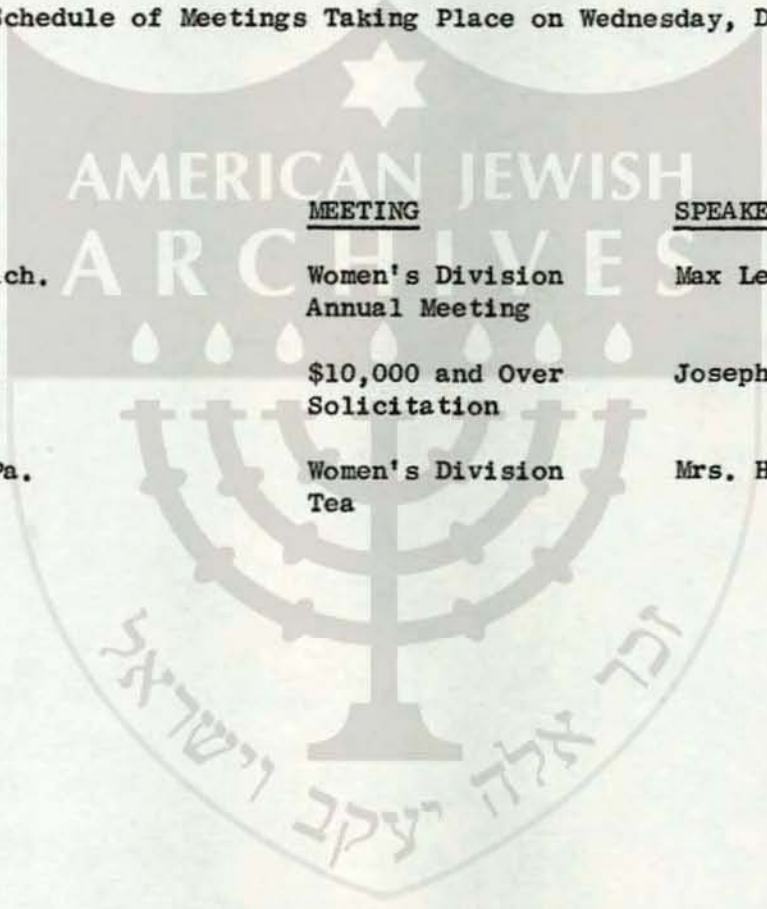 Schedule of Meetings Taking Place on Wednesday, D
AMERICAN JEWISH
ARCHIVES
MEETING SPEAKE
ch. Women's Division Max Le
Annual Meeting
$10,000 and Over Joseph
Solicitation
Pa. Women's Division Mrs. H
Tea
זכר אלה יעקב וישראל